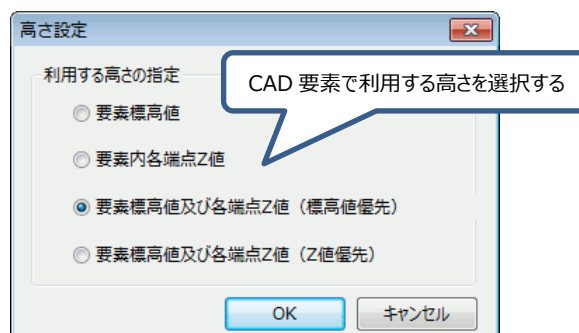 高さ設定
利用する高さの指定
CAD 要素で利用する高さを選択する
要素標高値
要素内各端点Z値
要素標高値及び各端点Z値（標高値優先）
要素標高値及び各端点Z値（Z値優先）
OK
キャンセル